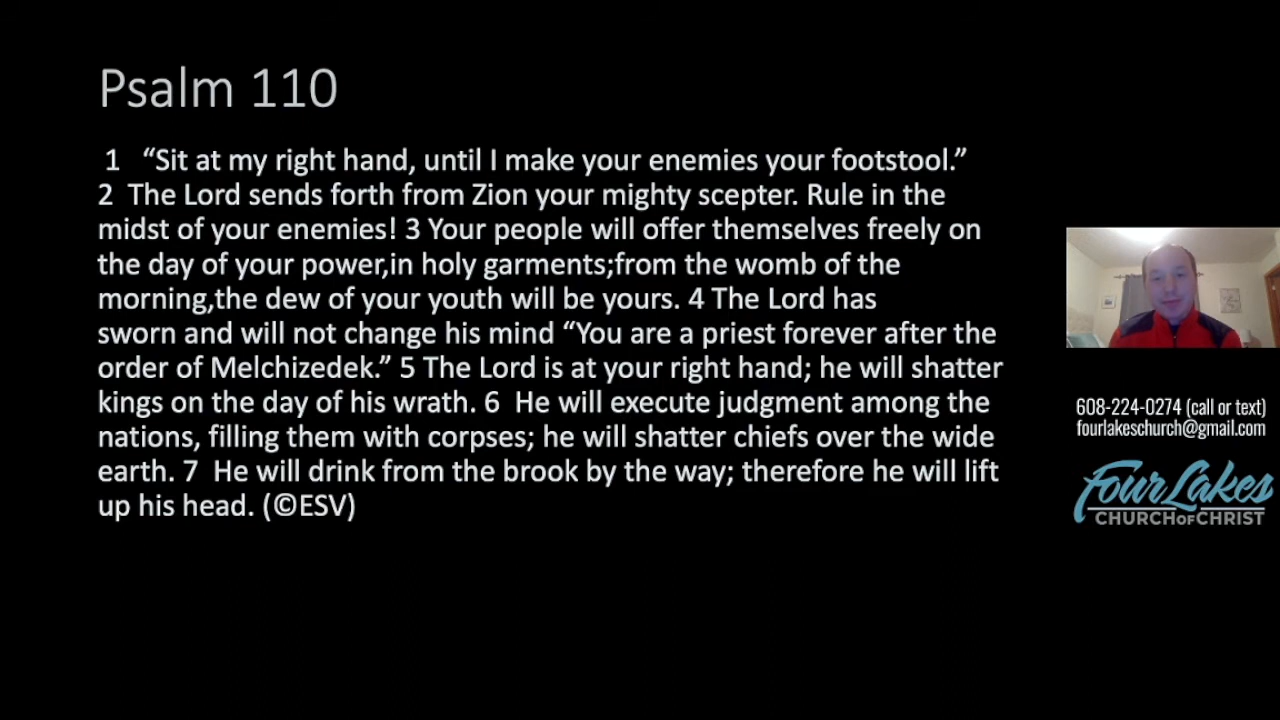 Psalm 110
1 “Sit at my right hand, until I make your enemies your footstool.”
2 The Lord sends forth from Zion your mighty scepter. Rule in the
midst of your enemies! 3 Your people will offer themselves freely on
the day of your power,in holy garments;from the womb of the
morning,the dew of your youth will be yours. 4 The Lord has
sworn and will not change his mind “You are a priest forever after the
order of Melchizedek.” 5 The Lord is at your right hand; he will shatter
kings on the day of his wrath. 6 He will execute judgment among the
nations, filling them with corpses; he will shatter chiefs over the wide
earth. 7 He will drink from the brook by the way; therefore he will lift
up his head. (©ESV)
608-224-0274 (call or text)
fourlakeschurch@gmail.com
Four Lakes
CHURCH OF CHRIST